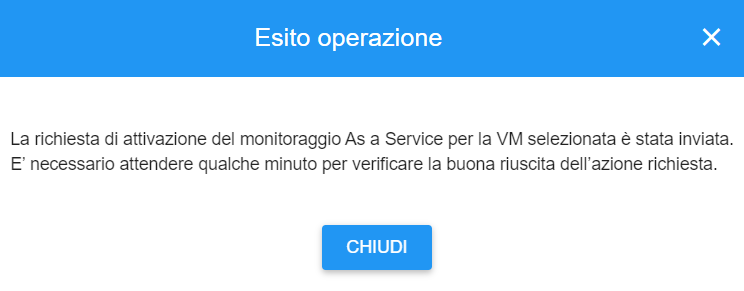 Esito operazione
La richiesta di attivazione del monitoraggio As a Service per la VM selezionata è stata inviata.
E’ necessario attendere qualche minuto per verificare la buona riuscita dell’azione richiesta.
CHIUDI